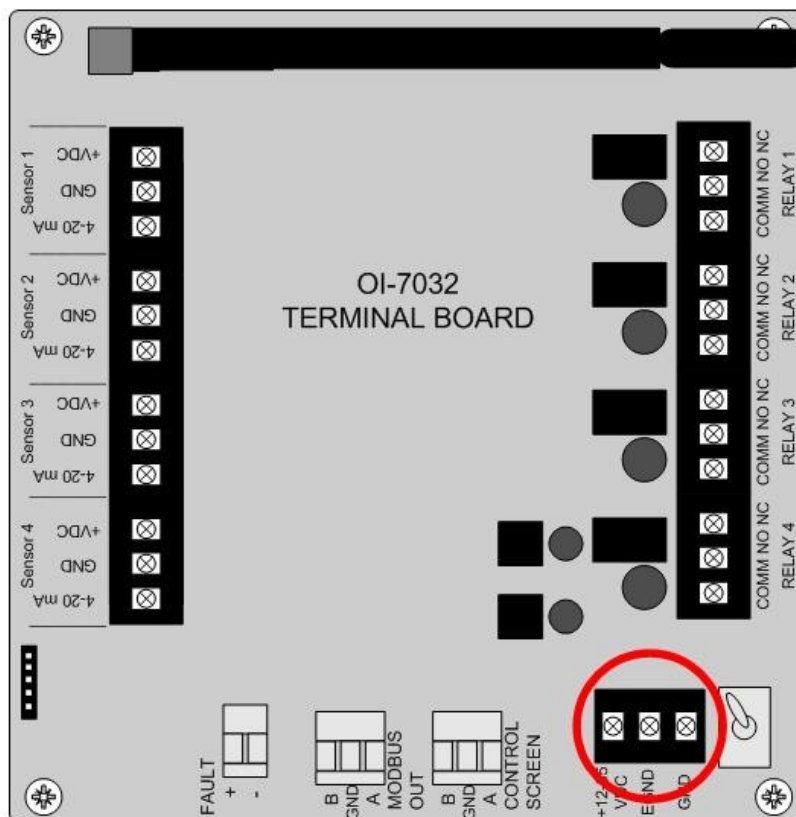 OI-7032
TERMINAL BOARD
Sensor 1
+VDC
GND
4-20 mA
Sensor 2
+VDC
GND
4-20 mA
Sensor 3
+VDC
GND
4-20 mA
Sensor 4
+VDC
GND
4-20 mA
COMM NO NC
RELAY 1
COMM NO NC
RELAY 2
COMM NO NC
RELAY 3
COMM NO NC
RELAY 4
FAULT
+
-
B
GND
A
MODBUS
OUT
B
GND
A
CONTROL
SCREEN
VDC
EGND
GND